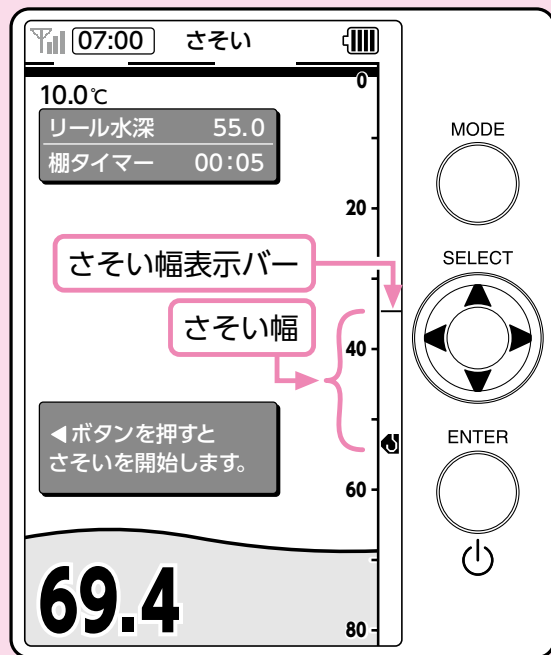 07:00 さそい
0
10.0℃
リール水深 55.0
棚タイマー 00:05
MODE
20
SELECT
さそい幅表示バー
さそい幅
40
◀ボタンを押すと
さそいを開始します。
ENTER
60
69.4
80